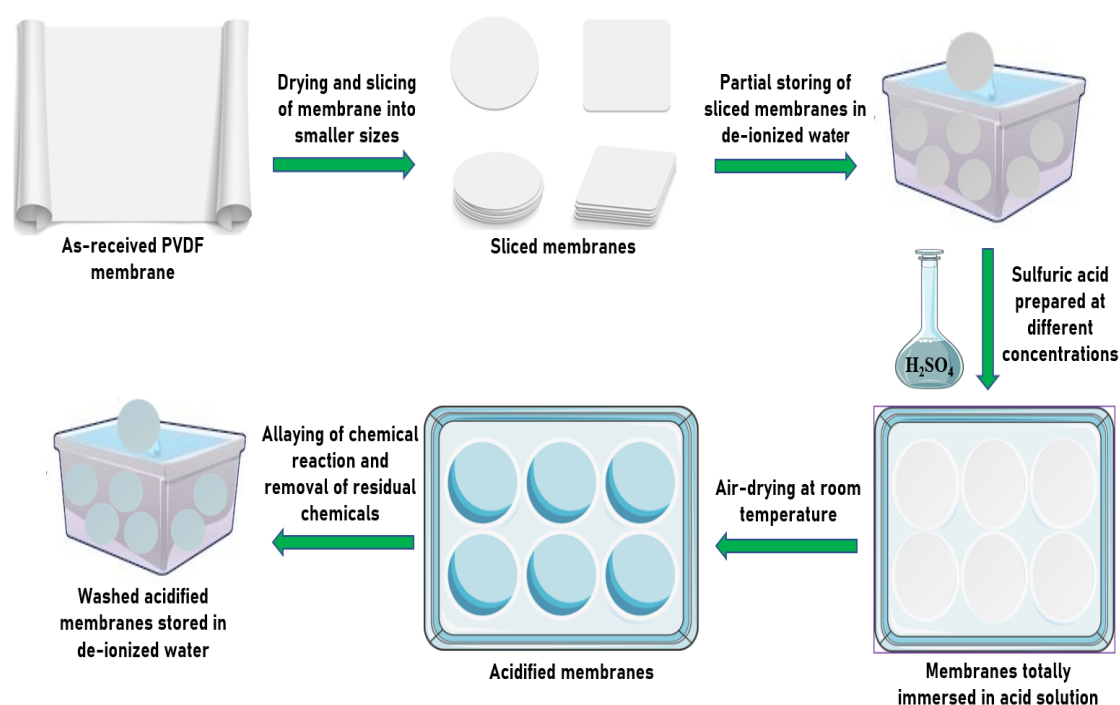 Drying and slicing
of membrane into
smaller sizes
Partial storing of
sliced membranes in
de-ionized water
As-received PVDF
membrane
Sliced membranes
Sulfuric acid
prepared at
different
concentrations
H₂SO₄
Allaying of chemical
reaction and
removal of residual
chemicals
Air-drying at room
temperature
Washed acidified
membranes stored in
de-ionized water
Acidified membranes
Membranes totally
immersed in acid solution